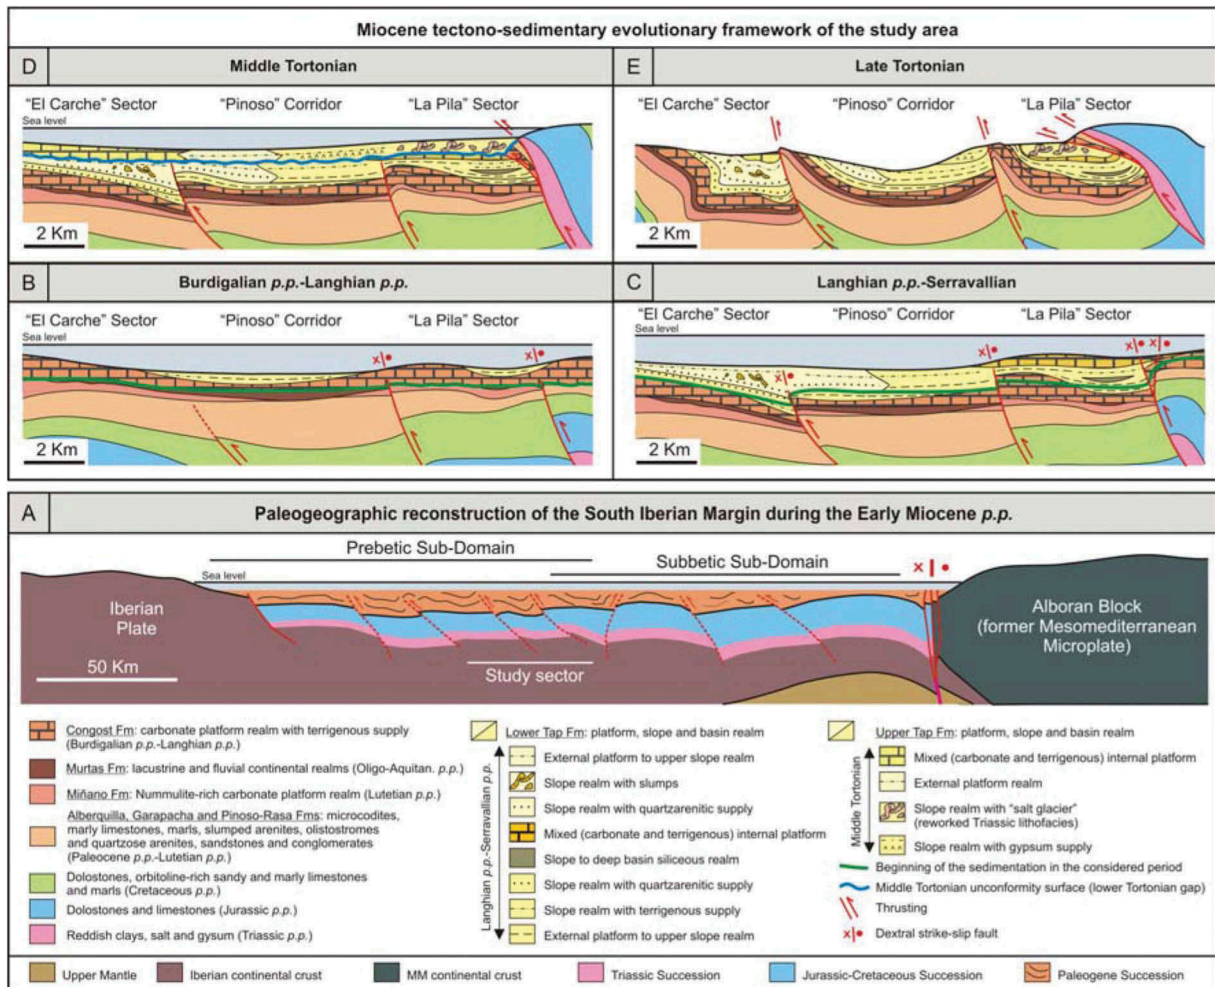 Miocene tectono-sedimentary evolutionary framework of the study area
D
Middle Tortonian
"El Carche" Sector
"Pinoso" Corridor
"La Pila" Sector
Sea level
2 Km
E
Late Tortonian
"El Carche" Sector
"Pinoso" Corridor
"La Pila" Sector
2 Km
B
Burdigalian p.p.-Langhian p.p.
"El Carche" Sector
"Pinoso" Corridor
"La Pila" Sector
Sea level
x
x
2 Km
C
Langhian p.p.-Serravallian
"El Carche" Sector
"Pinoso" Corridor
"La Pila" Sector
Sea level
x
x
x
x
2 Km
A
Paleogeographic reconstruction of the South Iberian Margin during the Early Miocene p.p.
Prebetic Sub-Domain
Subbetic Sub-Domain
Sea level
x
Iberian
Plate
50 Km
Study sector
Alboran Block
(former Mesomediterranean
Microplate)
Congost Fm: carbonate platform realm with terrigenous supply
(Burdigalian p.p.-Langhian p.p.)
Murtas Fm: lacustrine and fluvial continental realms (Oligo-Aquitan. p.p.)
Miñano Fm: Nummulite-rich carbonate platform realm (Lutetian p.p.)
Alberquilla, Garapacha and Pinoso-Rasa Fms: microcodites,
marly limestones, marls, slumped arenites, olistostromes
and quartzose arenites, sandstones and conglomerates
(Paleocene p.p.-Lutetian p.p.)
Dolostones, orbitoline-rich sandy and marly limestones
and marls (Cretaceous p.p.)
Dolostones and limestones (Jurassic p.p.)
Reddish clays, salt and gysum (Triassic p.p.)
Lower Tap Fm: platform, slope and basin realm
Langhian p.p.-Serravallian p.p.
External platform to upper slope realm
Slope realm with slumps
Slope realm with quartzarenitic supply
Mixed (carbonate and terrigenous) internal platform
Slope to deep basin siliceous realm
Slope realm with quartzarenitic supply
Slope realm with terrigenous supply
External platform to upper slope realm
Upper Tap Fm: platform, slope and basin realm
Middle Tortonian
Mixed (carbonate and terrigenous) internal platform
External platform realm
Slope realm with "salt glacier"
(reworked Triassic lithofacies)
Slope realm with gypsum supply
Beginning of the sedimentation in the considered period
Middle Tortonian unconformity surface (lower Tortonian gap)
Thrusting
x
Dextral strike-slip fault
Upper Mantle
Iberian continental crust
MM continental crust
Triassic Succession
Jurassic-Cretaceous Succession
Paleogene Succession